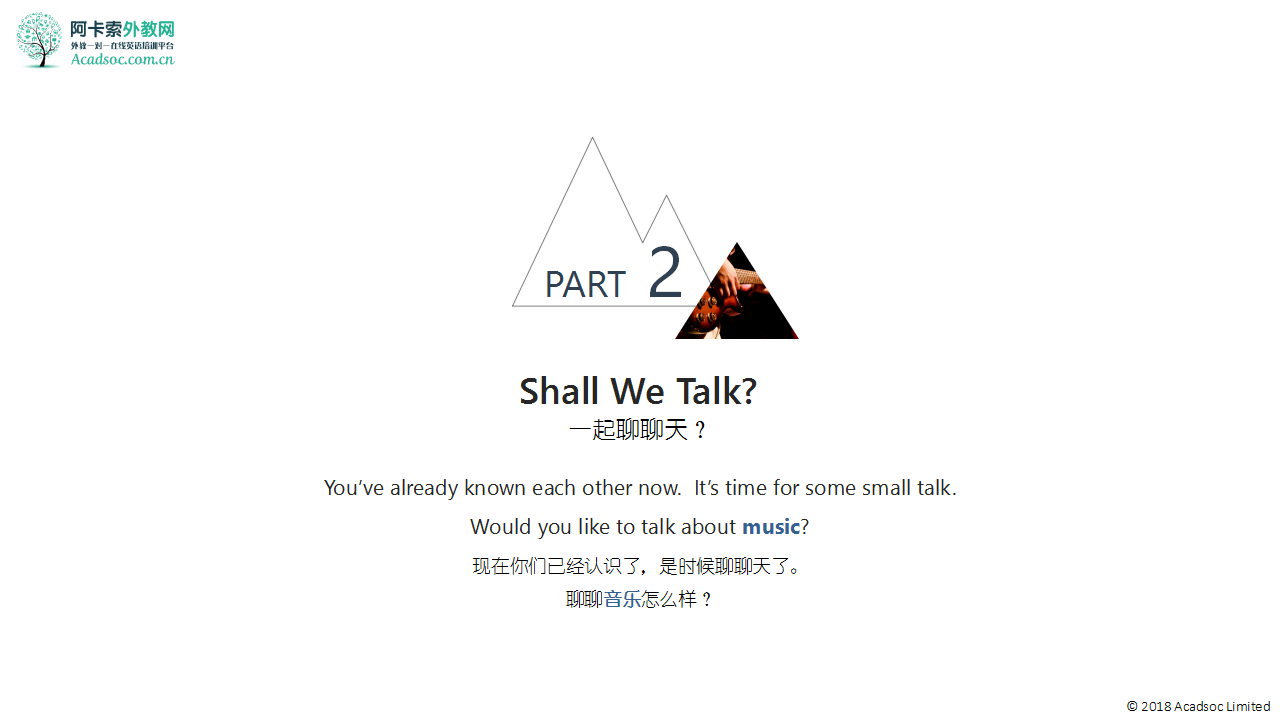 阿卡索外教网
外教一对一在线英语培训平台
Acadsoc.com.cn
PART 2
Shall We Talk?
一起聊聊天？
You’ve already known each other now. It’s time for some small talk.
Would you like to talk about music?
现在你们已经认识了，是时候聊聊天了。
聊聊音乐怎么样？
© 2018 Acadsoc Limited